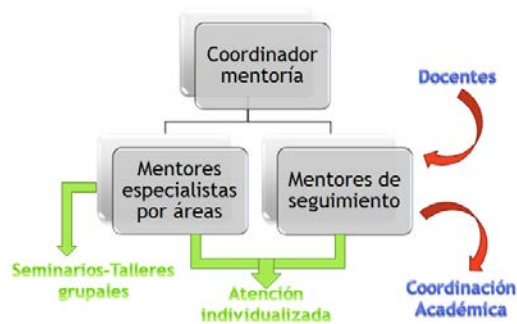 Coordinador
mentoría
Docentes
Mentores
especialistas
por áreas
Mentores de
seguimiento
Seminarios-Talleres
grupales
Atención
individualizada
Coordinación
Académica